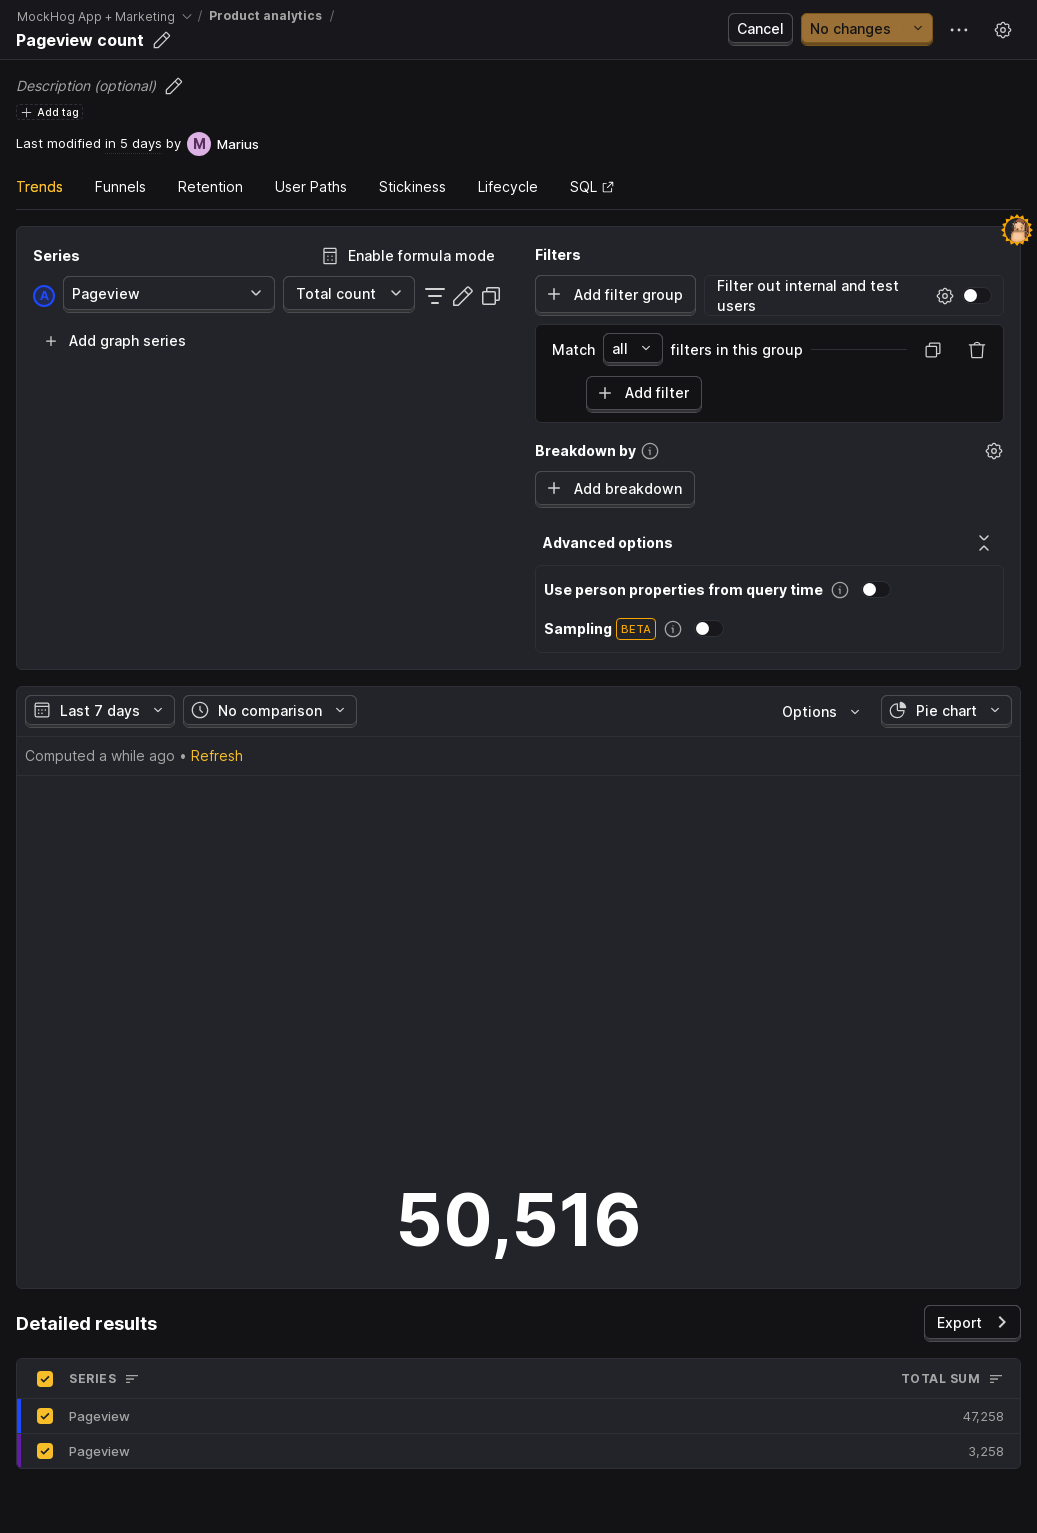 MockHog App + Marketing / Product analytics /
Pageview count
Cancel
No changes
Description (optional)
Add tag
Last modified in 5 days by M Marius
Trends Funnels Retention User Paths Stickiness Lifecycle SQL
Series
Enable formula mode
A Pageview Total count
Add graph series
Filters
Add filter group
Filter out internal and test
users
Match all filters in this group
Add filter
Breakdown by
Add breakdown
Advanced options
Use person properties from query time
Sampling BETA
Last 7 days No comparison Options Pie chart
Computed a while ago • Refresh
50,516
Detailed results
Export
SERIES TOTAL SUM
Pageview 47,258
Pageview 3,258